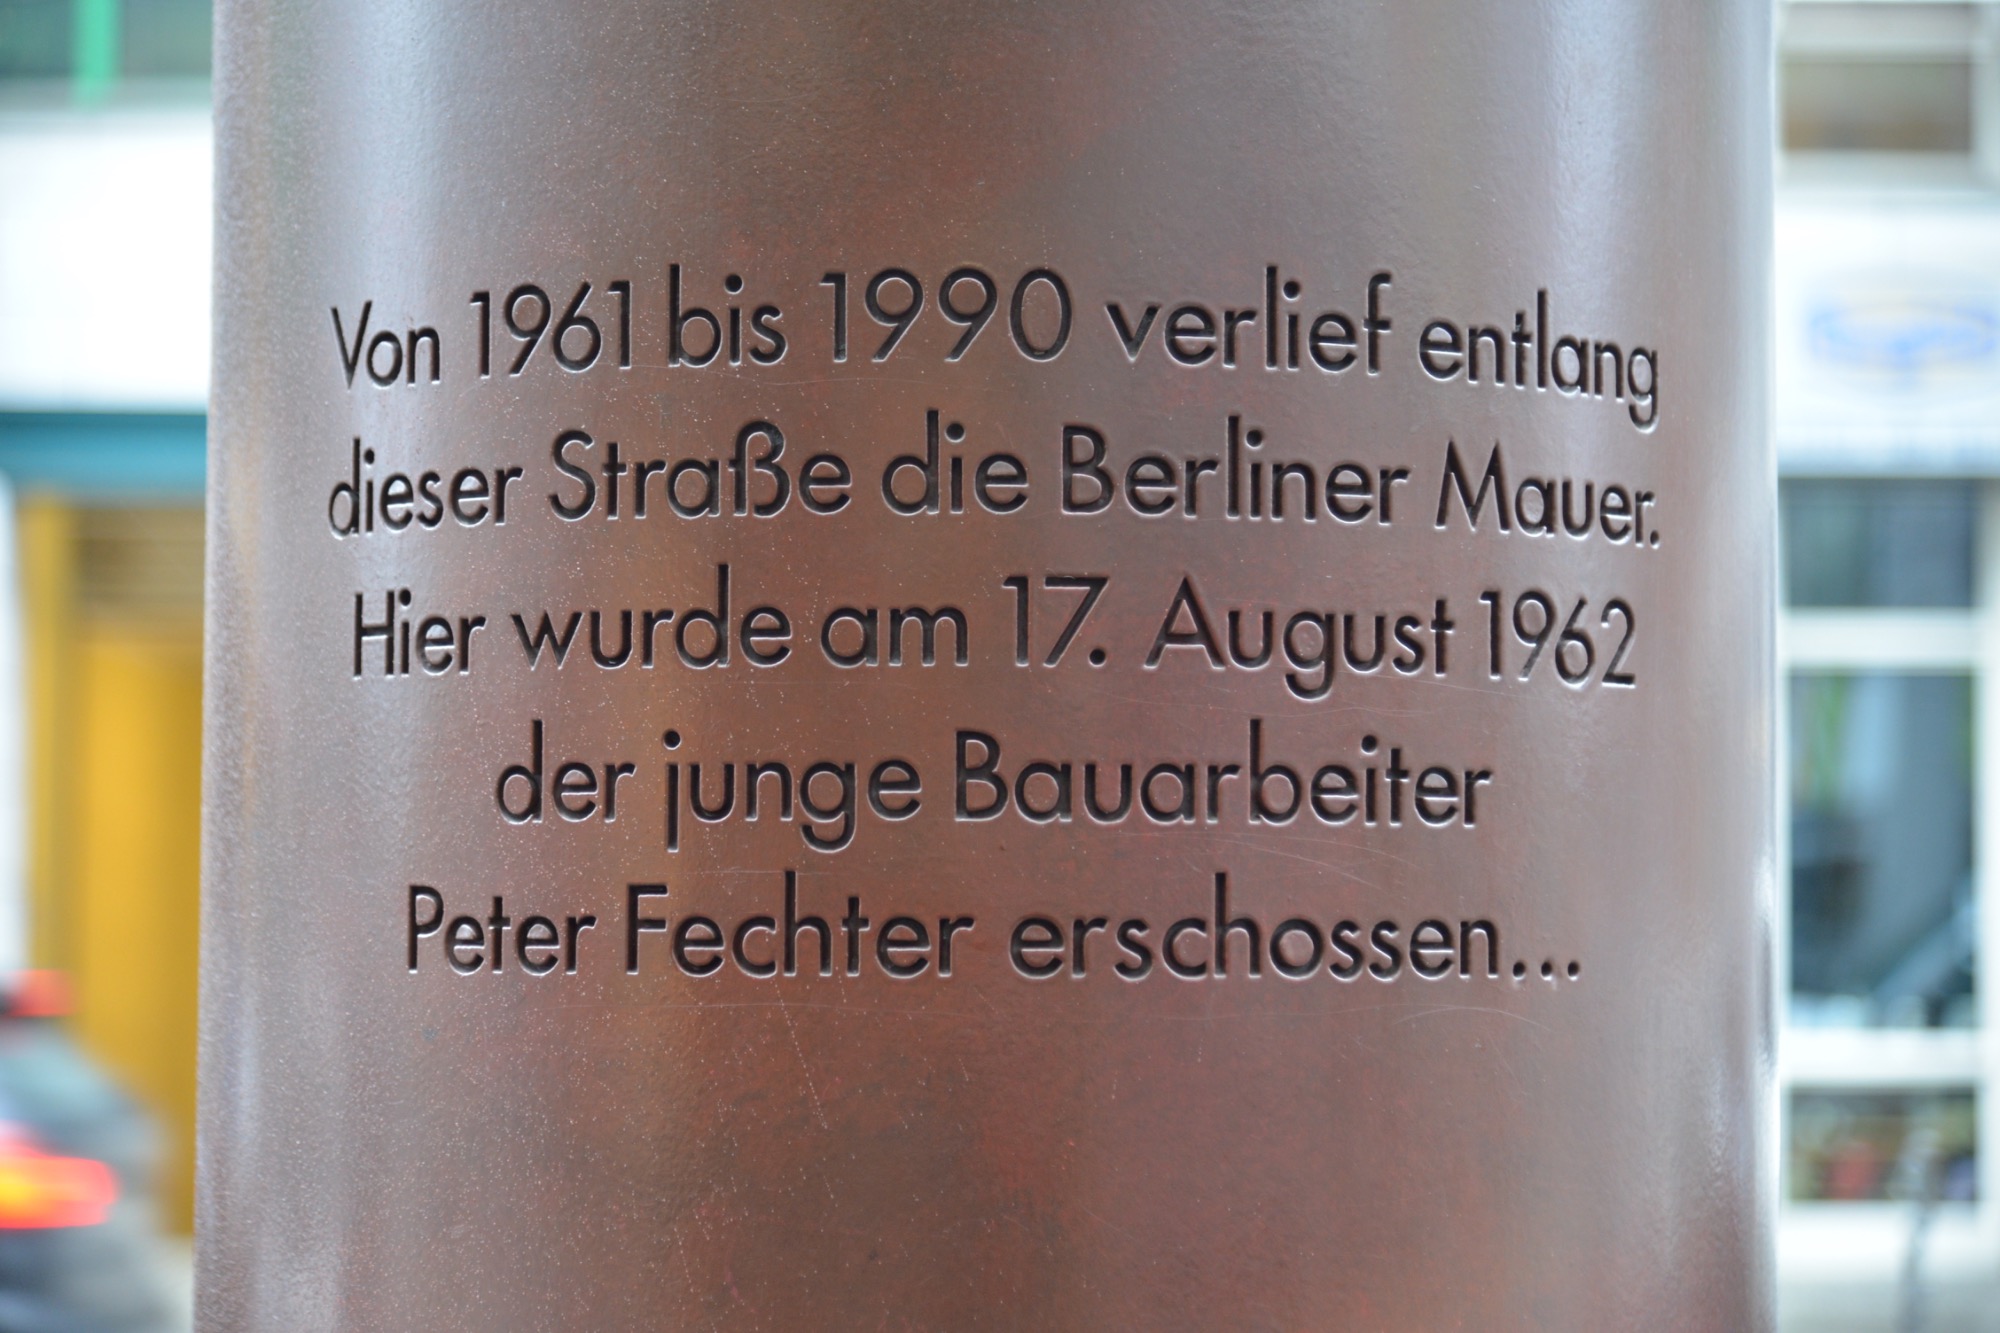 Von 1961 bis 1990 verlief entlang
dieser Straße die Berliner Mauer.
Hier wurde am 17. August 1962
der junge Bauarbeiter
Peter Fechter erschossen...